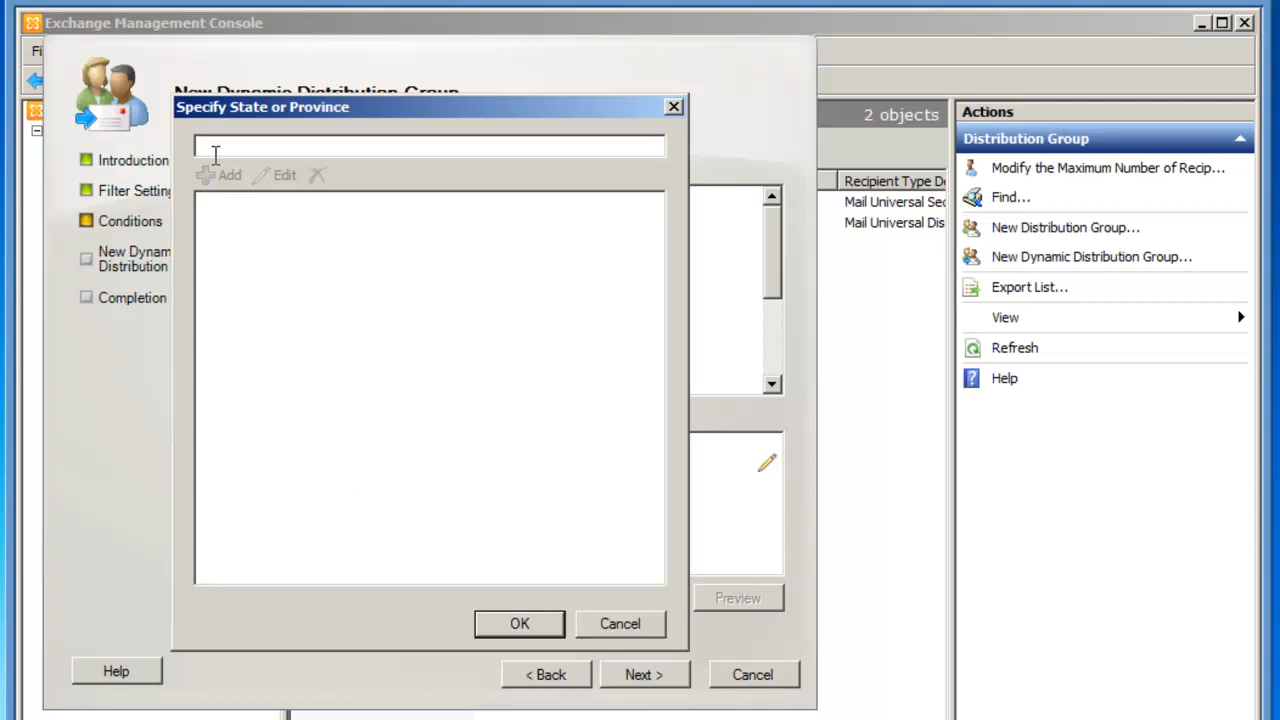 Exchange Management Console
Fi
New Dynamic Distribution Group
Specify State or Province
Introduction
Filter Setting
Conditions
New Dynam
Distribution
Completion
Add
Edit
OK
Cancel
Preview
Help
< Back
Next >
Cancel
2 objects
Recipient Type De
Mail Universal Sec
Mail Universal Dis
Actions
Distribution Group
Modify the Maximum Number of Recip...
Find...
New Distribution Group...
New Dynamic Distribution Group...
Export List...
View
Refresh
Help